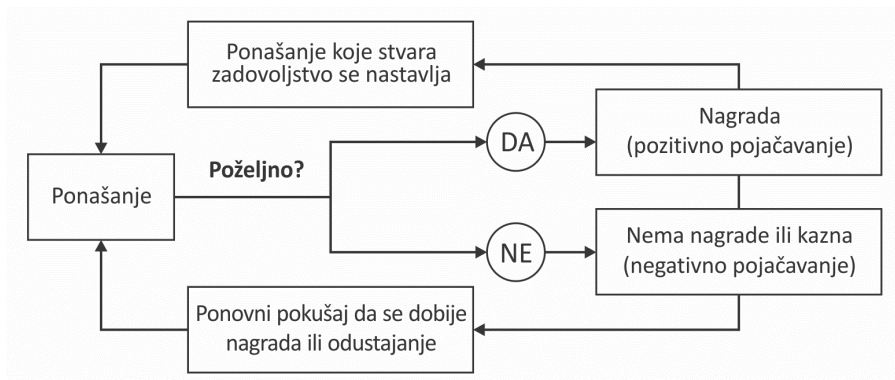 Ponašanje koje stvara
zadovoljstvo se nastavlja
Nagrada
(pozitivno pojačavanje)
DA
Poželjno?
Ponašanje
NE
Nema nagrade ili kazna
(negativno pojačavanje)
Ponovni pokušaj da se dobije
nagrada ili odustajanje